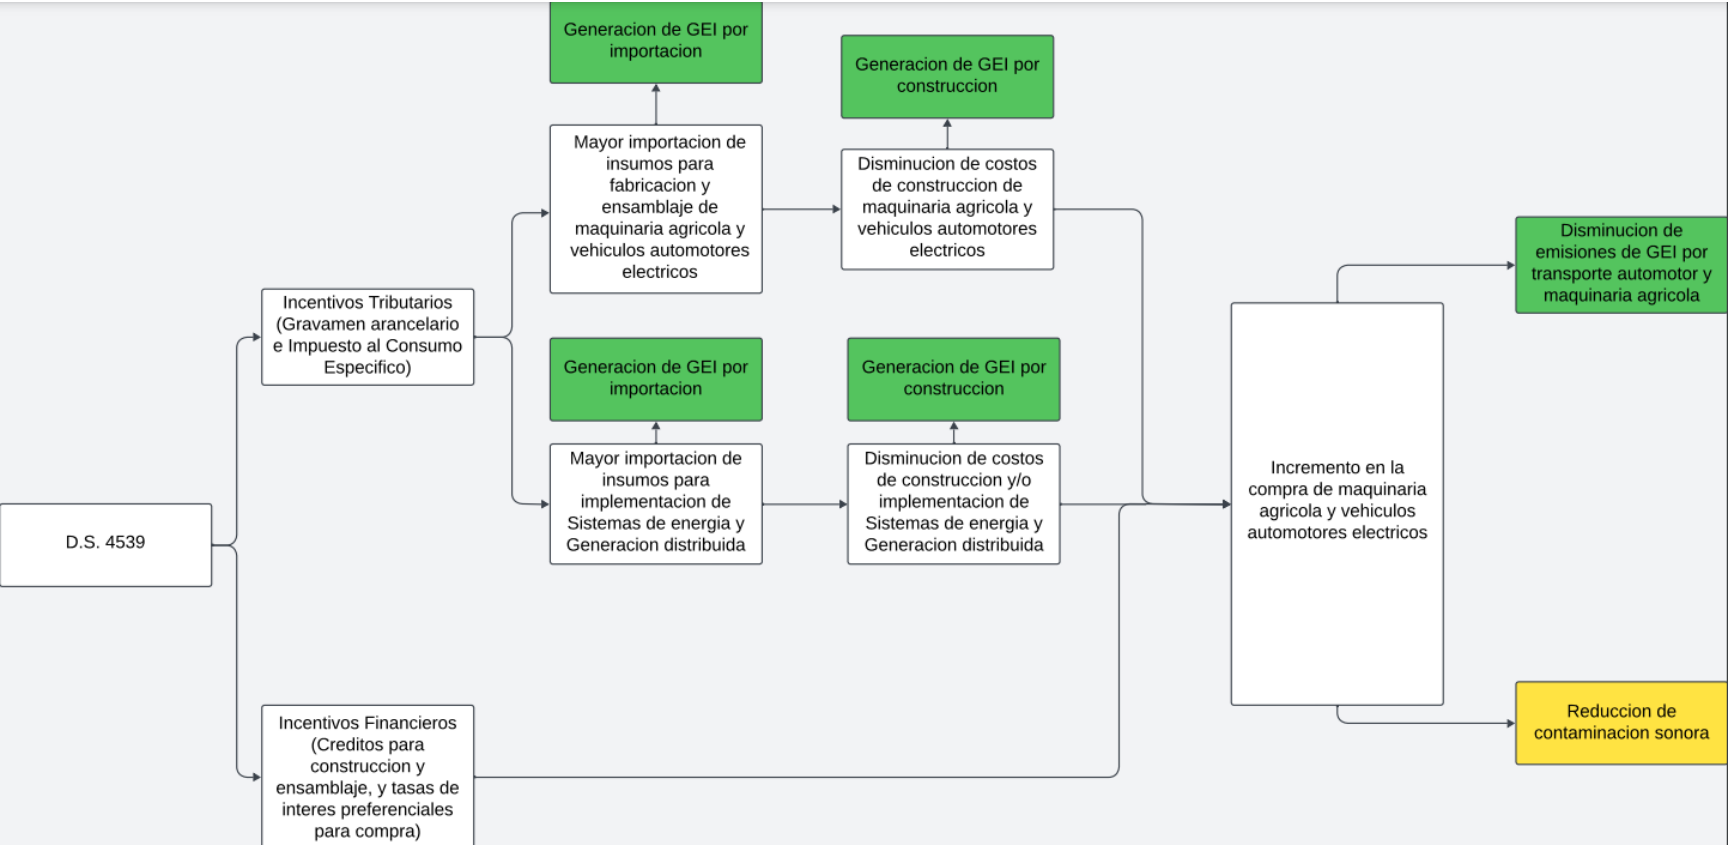 Generacion de GEI por
importacion
Generacion de GEI por
construccion
Mayor importacion de
insumos para
fabricacion y
ensamblaje de
maquinaria agricola y
vehiculos automotores
electricos
Disminucion de costos
de construccion de
maquinaria agricola y
vehiculos automotores
electricos
Disminucion de
emisiones de GEI por
transporte automotor y
maquinaria agricola
Incentivos Tributarios
(Gravamen arancelario
e Impuesto al Consumo
Especifico)
Generacion de GEI por
importacion
Generacion de GEI por
construccion
Mayor importacion de
insumos para
implementacion de
Sistemas de energia y
Generacion distribuida
Disminucion de costos
de construccion y/o
implementacion de
Sistemas de energia y
Generacion distribuida
Incremento en la
compra de maquinaria
agricola y vehiculos
automotores electricos
D.S. 4539
Incentivos Financieros
(Creditos para
construccion y
ensamblaje, y tasas de
interes preferenciales
para compra)
Reduccion de
contaminacion sonora